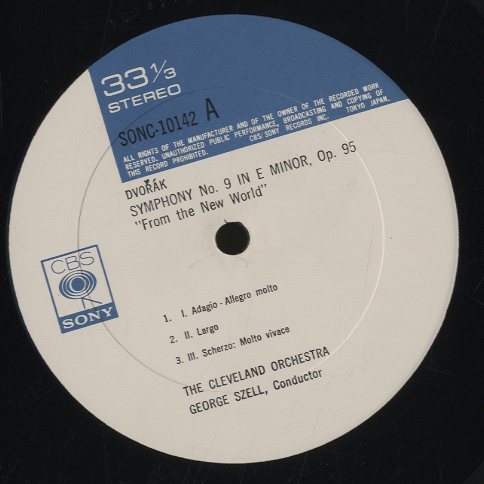 33 1/3
STEREO
SONC-10142 A
ALL RIGHTS OF THE MANUFACTURER AND OF THE OWNER OF THE RECORDED WORK
RESERVED. UNAUTHORIZED PUBLIC PERFORMANCE, BROADCASTING AND COPYING OF
THIS RECORD PROHIBITED. CBS/SONY RECORDS INC. TOKYO JAPAN.
DVOŘÁK
SYMPHONY No. 9 IN E MINOR, Op. 95
"From the New World"
CBS
SONY
1. I. Adagio-Allegro molto
2. II. Largo
3. III. Scherzo: Molto vivace
THE CLEVELAND ORCHESTRA
GEORGE SZELL, Conductor